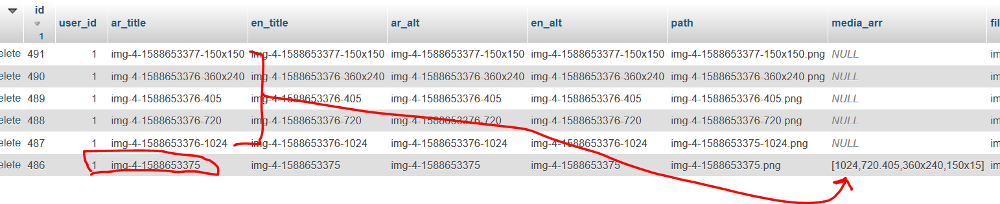 id
user_id ar_title en_title ar_alt en_alt path media_arr fil
1
elete 491 1 img-4-1588653377-150x150 img-4-1588653377-150x150 img-4-1588653377-150x150 img-4-1588653377-150x150 img-4-1588653377-150x150.png NULL im
elete 490 1 img-4-1588653376-360x240 img-4-1588653376-360x240 img-4-1588653376-360x240 img-4-1588653376-360x240 img-4-1588653376-360x240.png NULL im
elete 489 1 img-4-1588653376-405 img-4-1588653376-405 img-4-1588653376-405 img-4-1588653376-405 img-4-1588653376-405.png NULL im
elete 488 1 img-4-1588653376-720 img-4-1588653376-720 img-4-1588653376-720 img-4-1588653376-720 img-4-1588653376-720.png NULL im
elete 487 1 img-4-1588653376-1024 img-4-1588653376-1024 img-4-1588653376-1024 img-4-1588653376-1024 img-4-1588653375-1024.png NULL im
elete 486 1 img-4-1588653375 img-4-1588653375 img-4-1588653375 img-4-1588653375 img-4-1588653375.png [1024,720.405,360x240,150x15] im